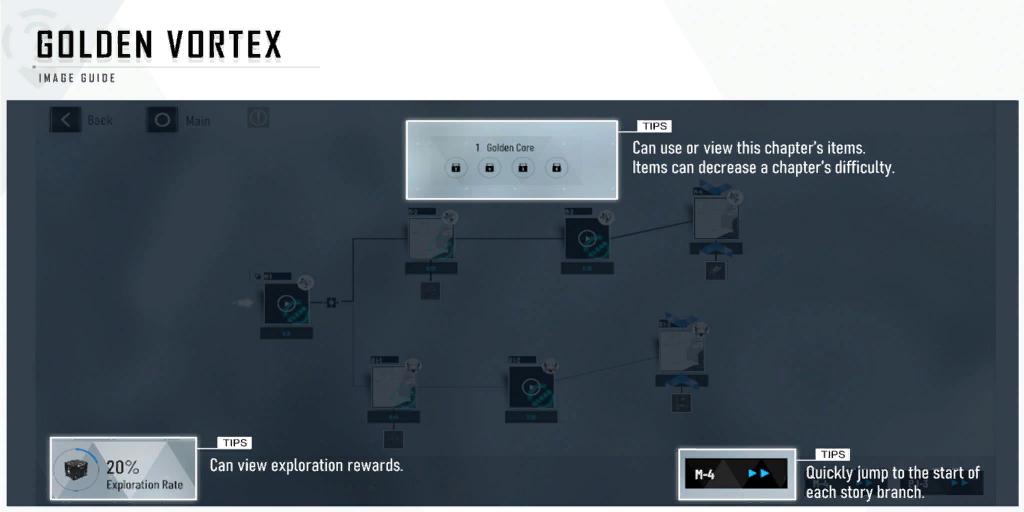 GOLDEN VORTEX
IMAGE GUIDE
Back
Main
1 Golden Core
TIPS
Can use or view this chapter's items.
Items can decrease a chapter's difficulty.
20%
Exploration Rate
TIPS
Can view exploration rewards.
M-4
TIPS
Quickly jump to the start of
each story branch.